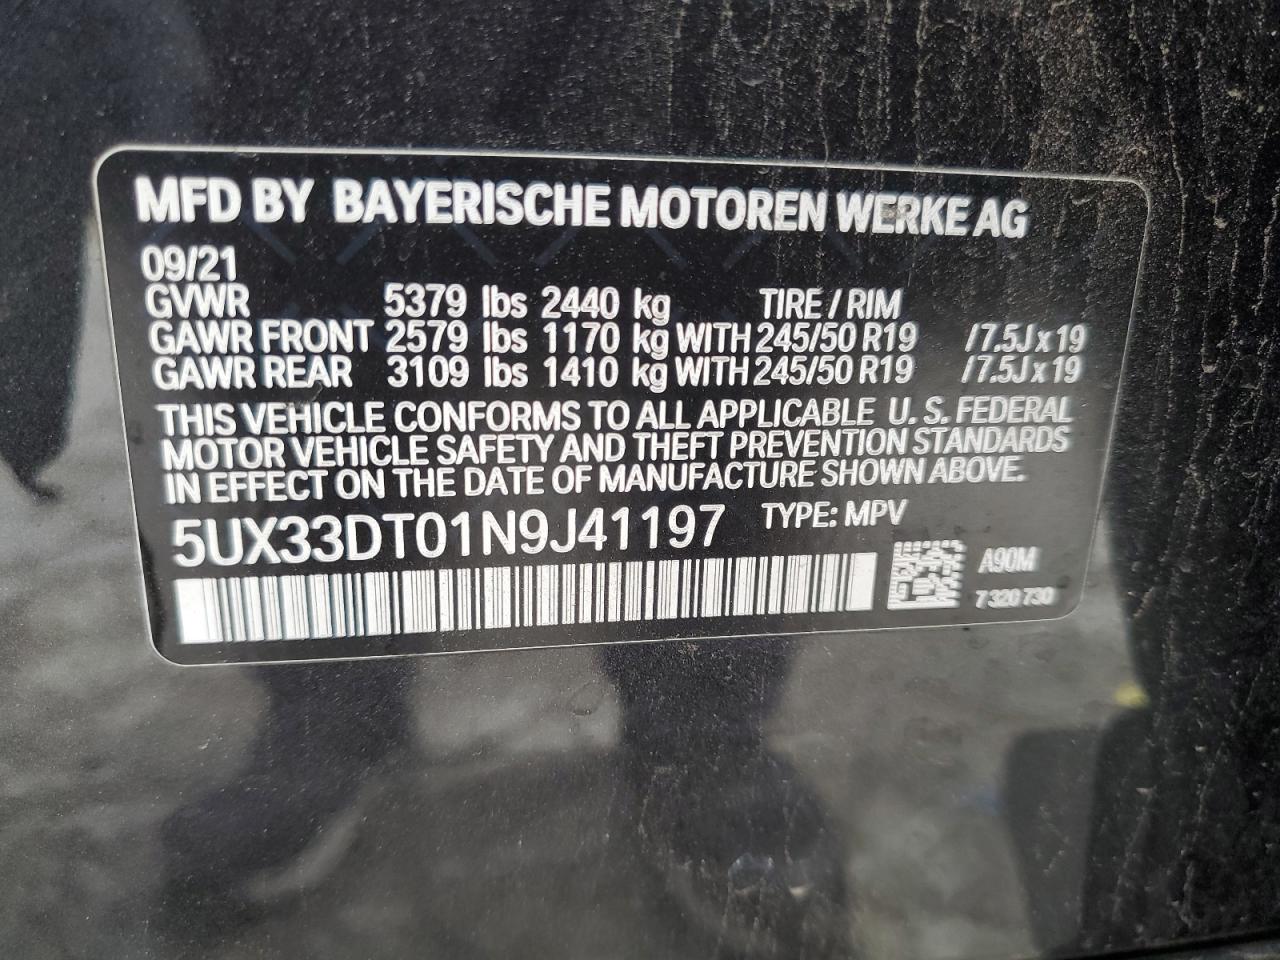 MFD BY BAYERISCHE MOTOREN WERKE AG
09/21
GVWR 5379 lbs 2440 kg TIRE / RIM
GAWR FRONT 2579 lbs 1170 kg WITH 245/50 R19 /7.5J x 19
GAWR REAR 3109 lbs 1410 kg WITH 245/50 R19 /7.5J x 19
THIS VEHICLE CONFORMS TO ALL APPLICABLE U. S. FEDERAL
MOTOR VEHICLE SAFETY AND THEFT PREVENTION STANDARDS
IN EFFECT ON THE DATE OF MANUFACTURE SHOWN ABOVE.
5UX33DT01N9J41197 TYPE: MPV
A90M
7 320 730